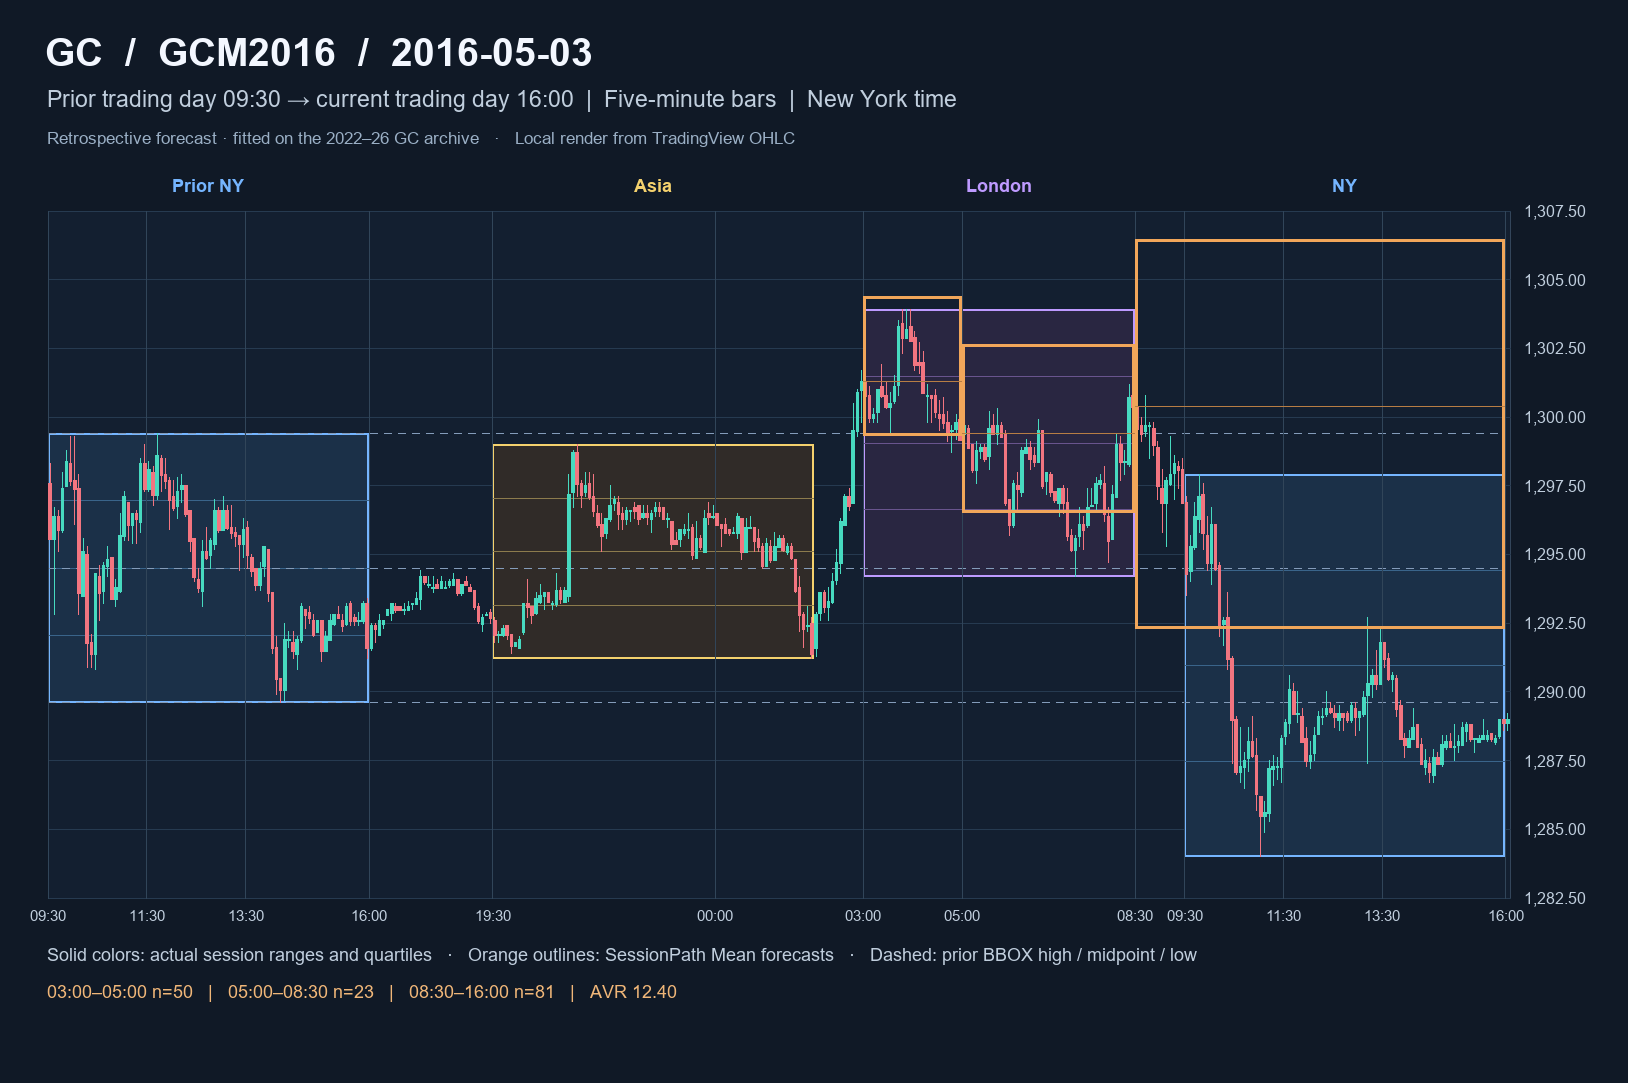 GC / GCM2016 / 2016-05-03
Prior trading day 09:30 → current trading day 16:00 | Five-minute bars | New York time
Retrospective forecast · fitted on the 2022–26 GC archive · Local render from TradingView OHLC
Prior NY Asia London NY
1,307.50
1,305.00
1,302.50
1,300.00
1,297.50
1,295.00
1,292.50
1,290.00
1,287.50
1,285.00
1,282.50
09:30 11:30 13:30 16:00 19:30 00:00 03:00 05:00 08:30 09:30 11:30 13:30 16:00
Solid colors: actual session ranges and quartiles · Orange outlines: SessionPath Mean forecasts · Dashed: prior BBOX high / midpoint / low
03:00–05:00 n=50 | 05:00–08:30 n=23 | 08:30–16:00 n=81 | AVR 12.40